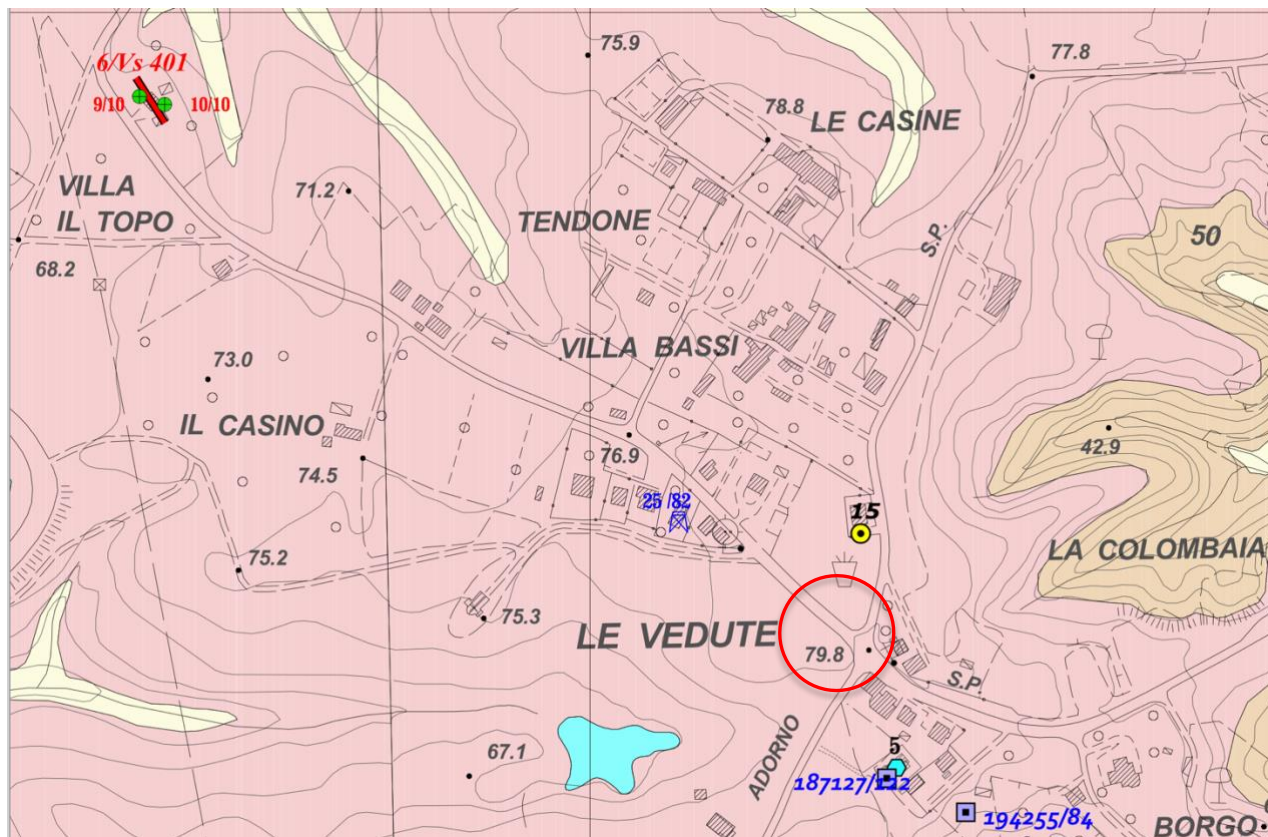 75.9
77.8
6/Vs 401
9/10
10/10
78.8
LE CASINE
VILLA
IL TOPO
71.2
TENDONE
S.P.
50
68.2
VILLA BASSI
73.0
IL CASINO
76.9
42.9
74.5
25/82
15
75.2
LA COLOMBAIA
75.3
LE VEDUTE
79.8
S.P.
ADORNO
67.1
5
187127/122
194255/84
BORGO